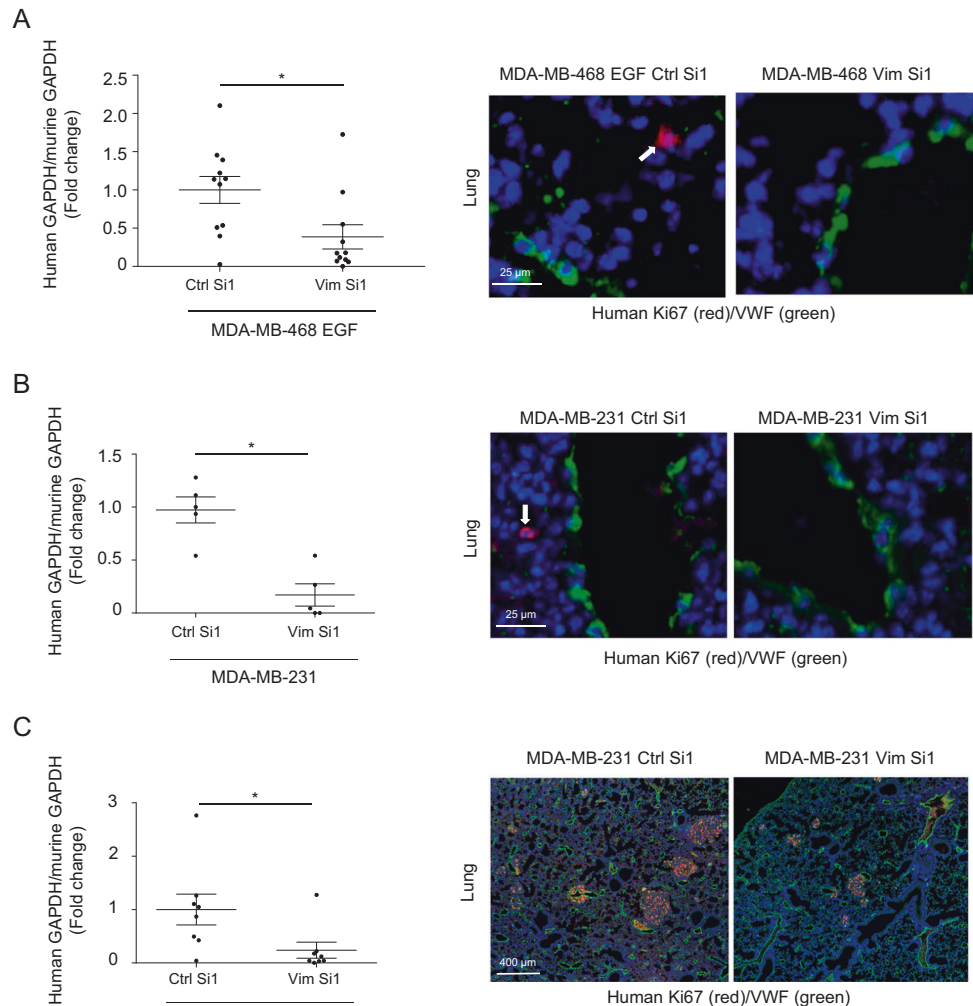 A
Human GAPDH/murine GAPDH
(Fold change)
2.5
2.0
1.5
1.0
0.5
0
*
Ctrl Si1 Vim Si1
MDA-MB-468 EGF
MDA-MB-468 EGF Ctrl Si1 MDA-MB-468 Vim Si1
Lung
25 µm
Human Ki67 (red)/VWF (green)
B
Human GAPDH/murine GAPDH
(Fold change)
1.5
1.0
0.5
0
*
Ctrl Si1 Vim Si1
MDA-MB-231
MDA-MB-231 Ctrl Si1 MDA-MB-231 Vim Si1
Lung
25 µm
Human Ki67 (red)/VWF (green)
C
Human GAPDH/murine GAPDH
(Fold change)
3
2
1
0
*
Ctrl Si1 Vim Si1
MDA-MB-231 Ctrl Si1 MDA-MB-231 Vim Si1
Lung
400 µm
Human Ki67 (red)/VWF (green)